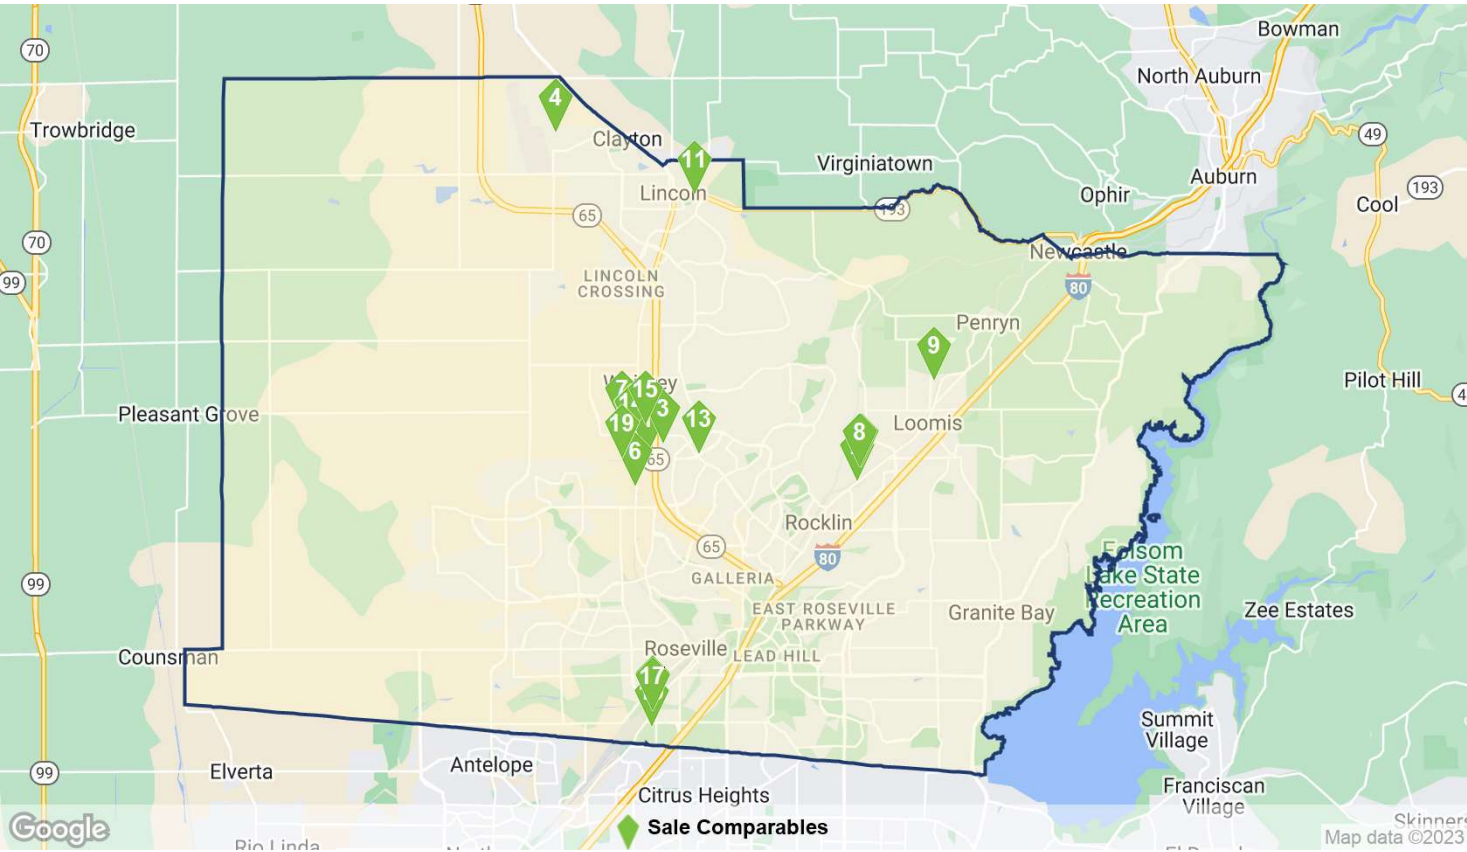 Bowman
70
North Auburn
4
Trowbridge
Clayton
49
11
Virginiatown
Auburn
193
Lincoln
Ophir
Cool
65
193
70
Newcastle
99
LINCOLN
CROSSING
80
Penryn
9
Pilot Hill
7
15
3
Pleasant Grove
19
13
8
Loomis
6
65
Rocklin
65
80
GALLERIA
Folsom
Lake State
Recreation
Area
99
EAST ROSEVILLE
PARKWAY
Granite Bay
Zee Estates
Counsman
Roseville
LEAD HILL
17
Summit
Village
Antelope
99
Elverta
Citrus Heights
Franciscan
Village
Google
Sale Comparables
Map data ©2023
Rio Linda